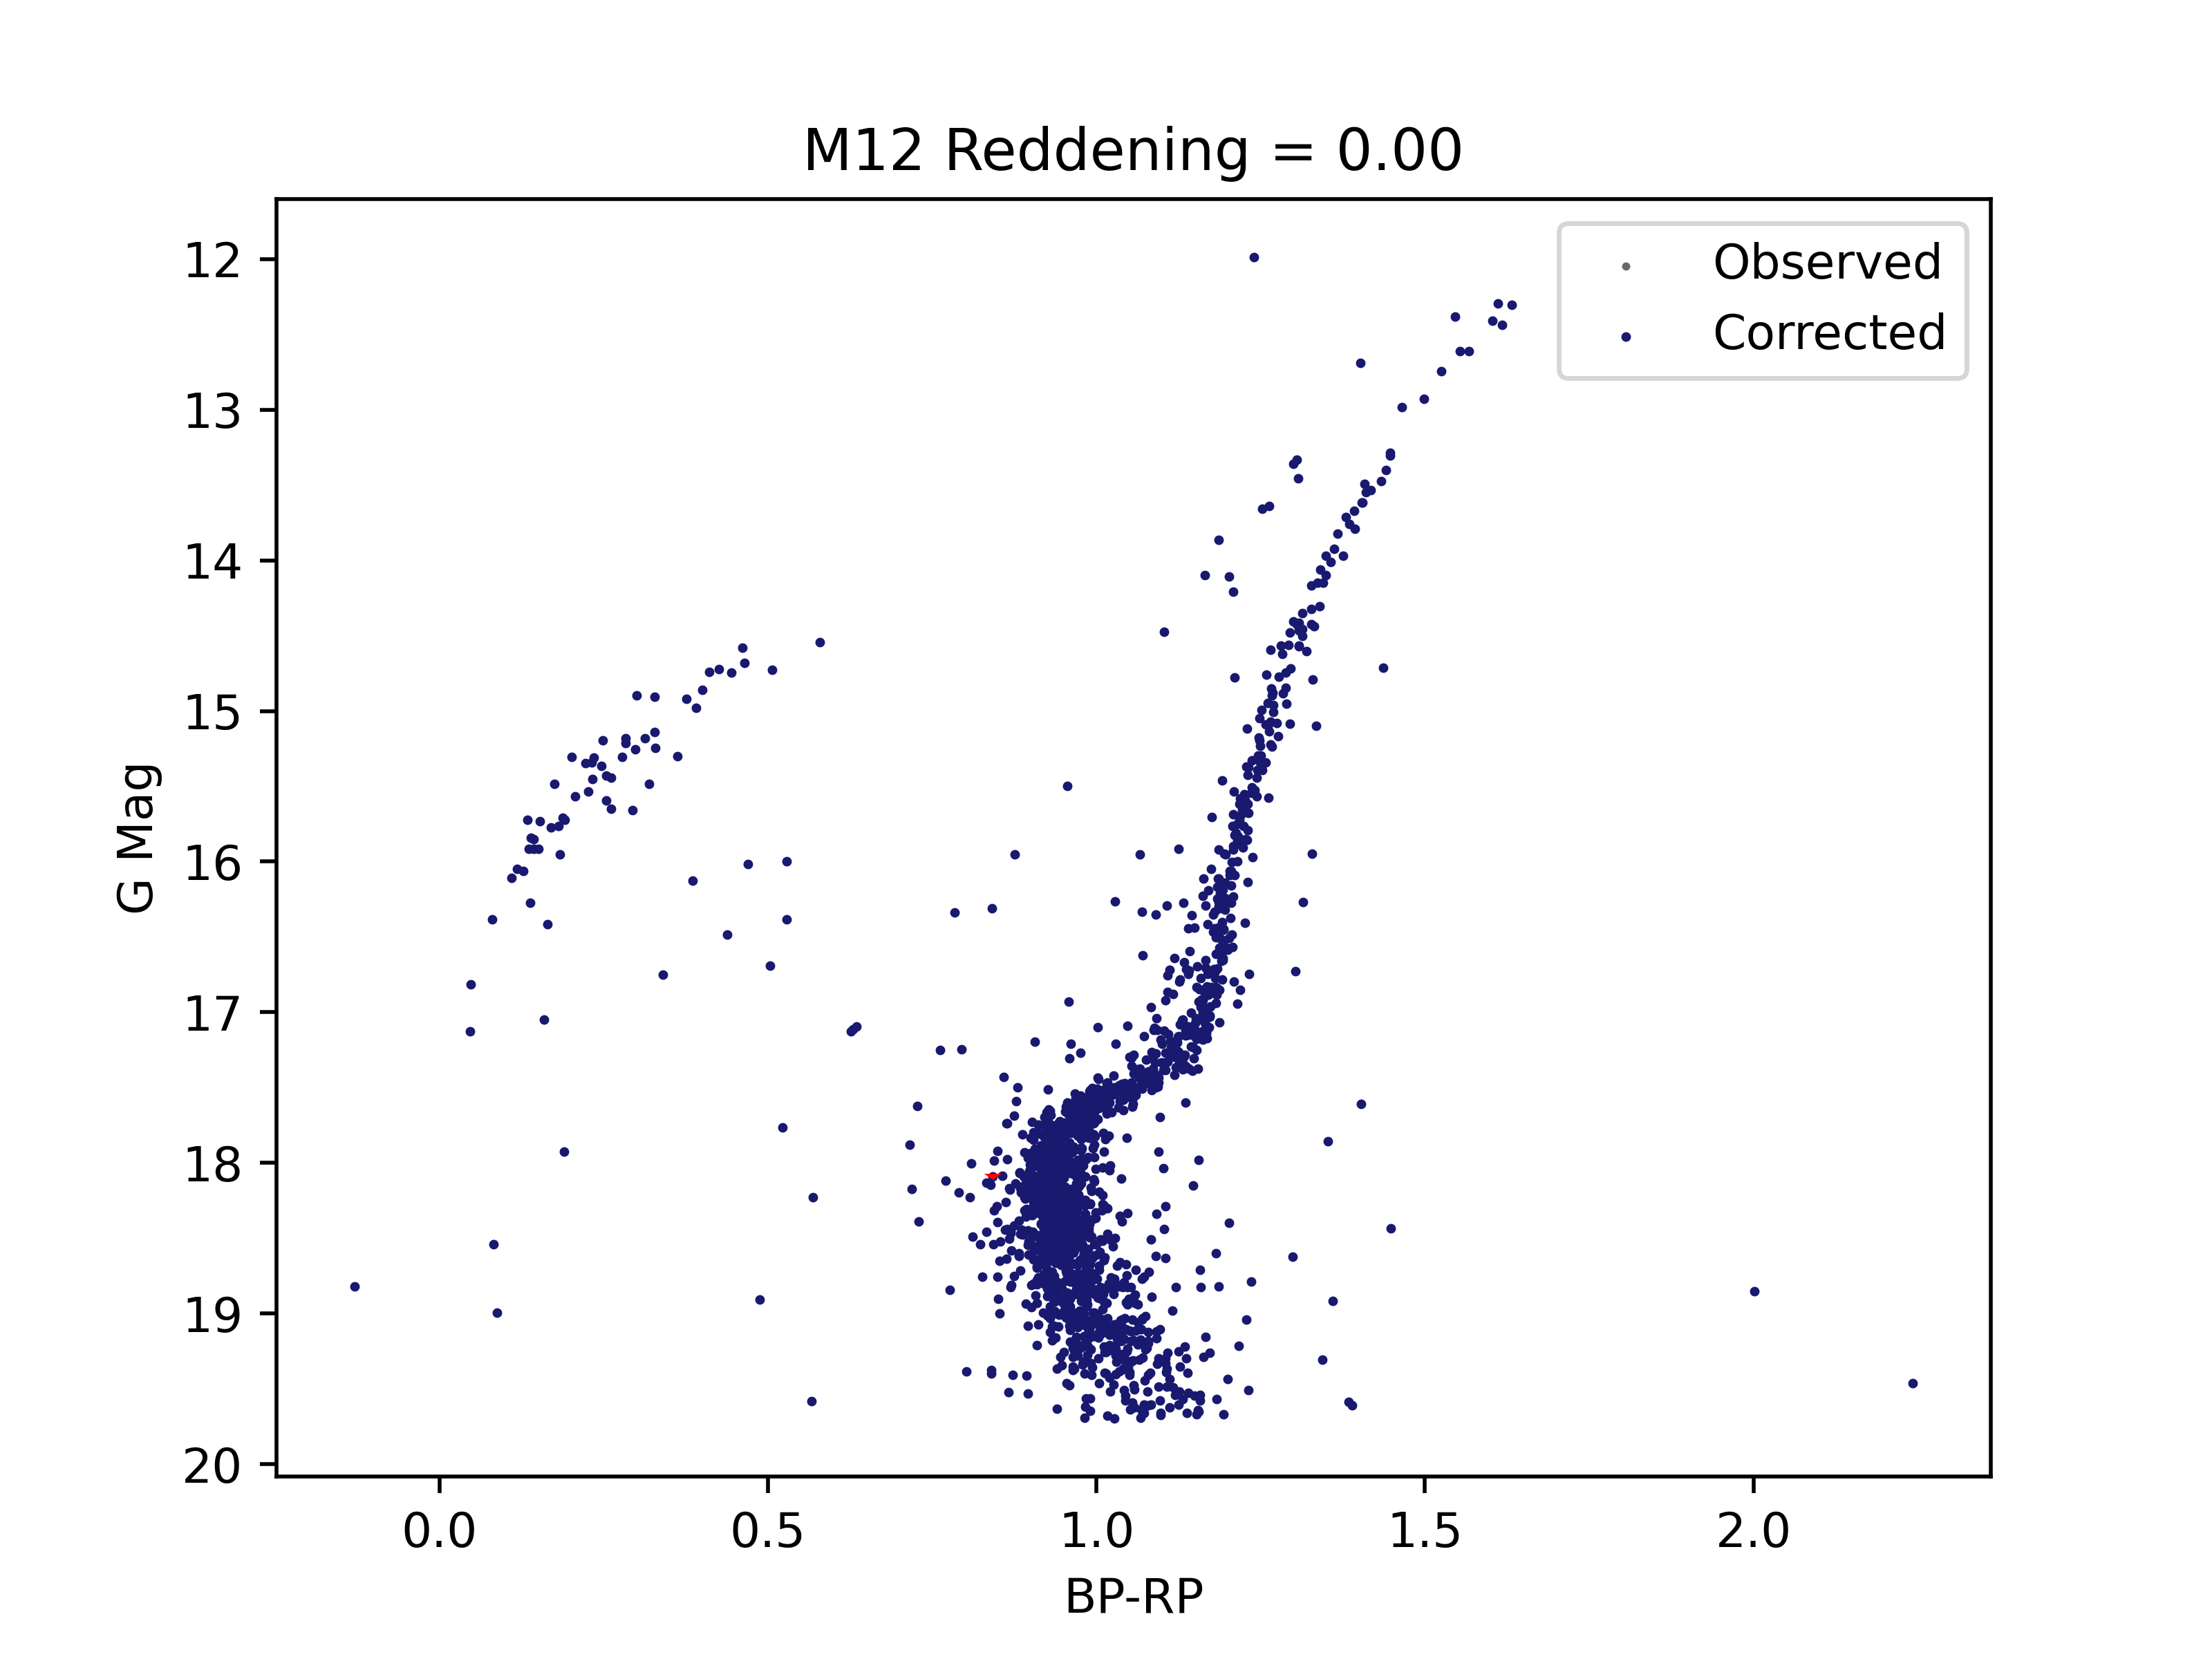 M12 Reddening = 0.00
Observed
Corrected
12
13
14
15
16
17
18
19
20
G Mag
0.0 0.5 1.0 1.5 2.0
BP-RP